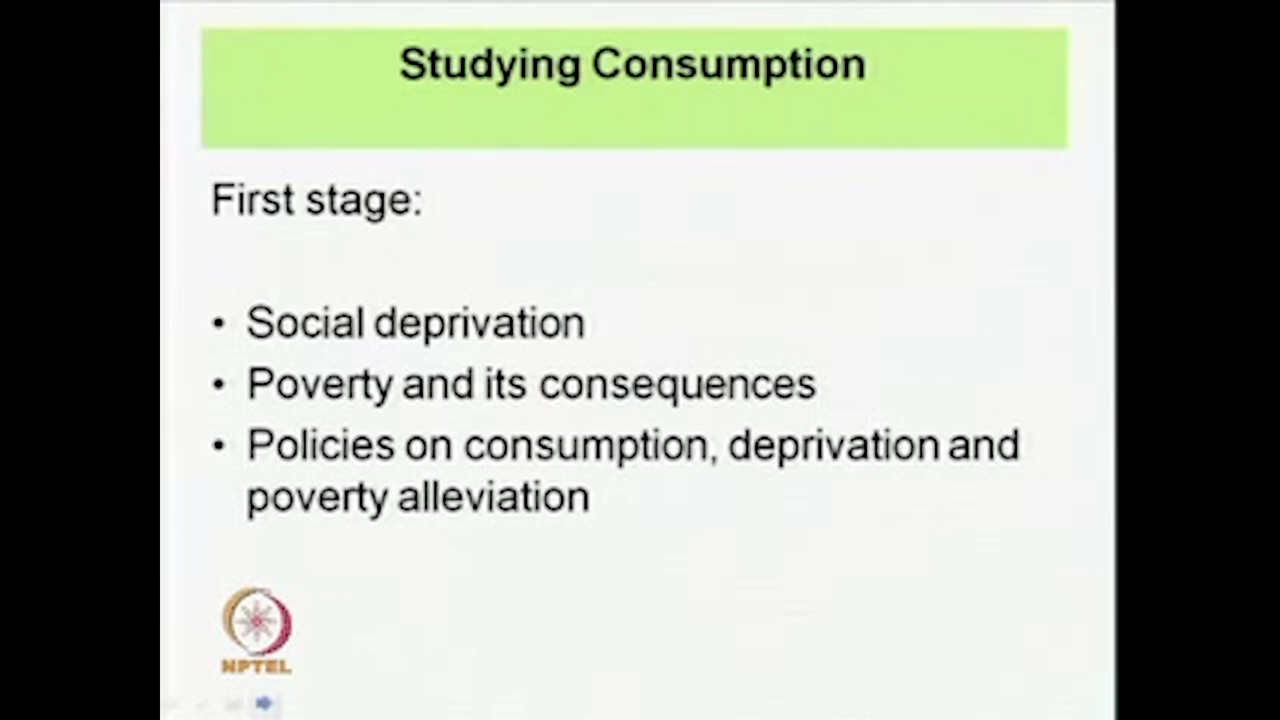 Studying Consumption
First stage:
• Social deprivation
• Poverty and its consequences
• Policies on consumption, deprivation and
poverty alleviation
NPTEL